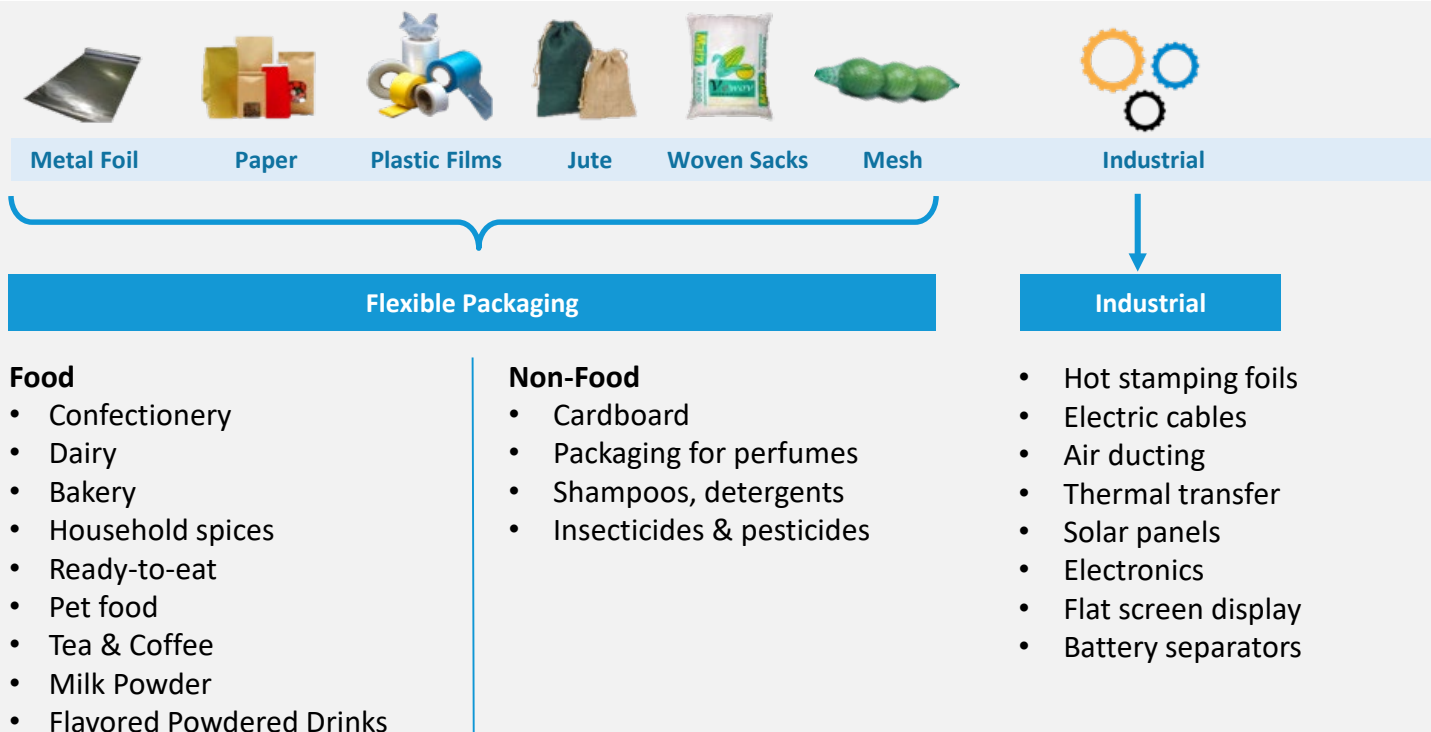 Metal Foil
Paper
Plastic Films
Jute
Woven Sacks
Mesh
Industrial
Flexible Packaging
Industrial
Food
• Confectionery
• Dairy
• Bakery
• Household spices
• Ready-to-eat
• Pet food
• Tea & Coffee
• Milk Powder
• Flavored Powdered Drinks
Non-Food
• Cardboard
• Packaging for perfumes
• Shampoos, detergents
• Insecticides & pesticides
• Hot stamping foils
• Electric cables
• Air ducting
• Thermal transfer
• Solar panels
• Electronics
• Flat screen display
• Battery separators